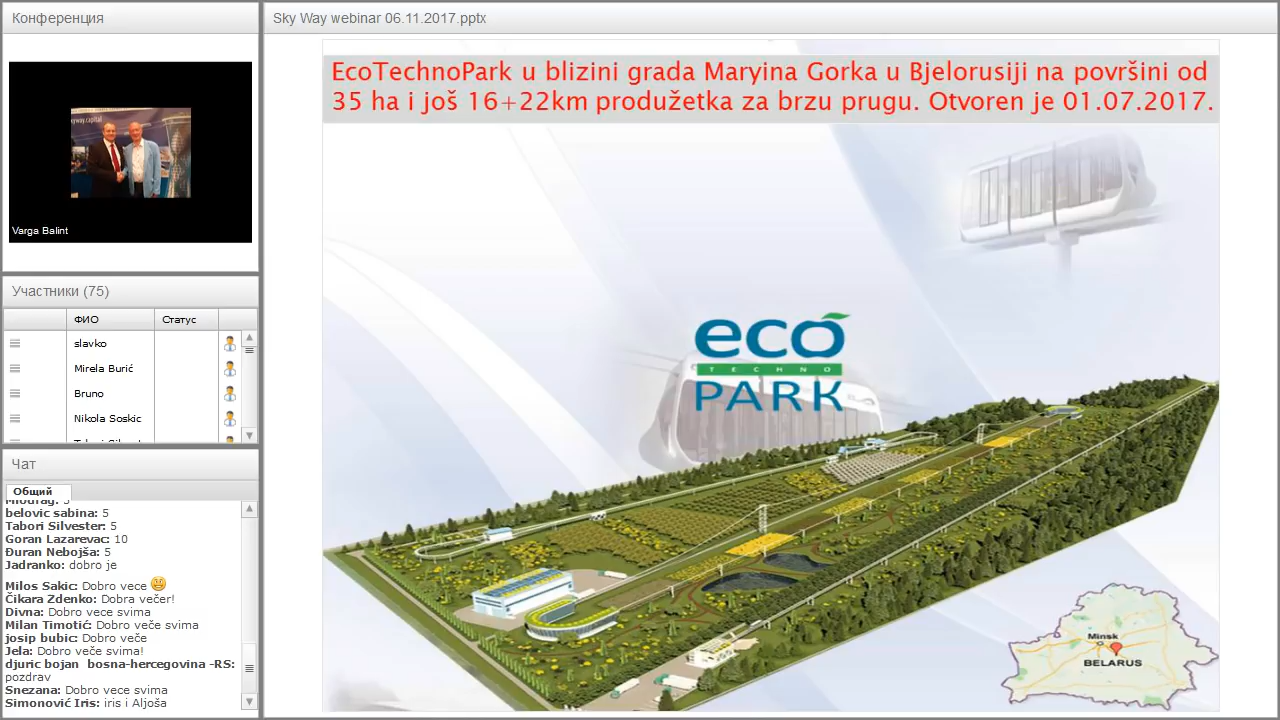 Конференция
Varga Balint
Участники (75)
ФИО
Статус
slavko
Mirela Burić
Bruno
Nikola Soskic
Чат
Общий
Miodrag: 5
belovic sabina: 5
Tabori Silvester: 5
Goran Lazarevac: 10
Đuran Nebojša: 5
Jadranko: dobro je
Milos Sakic: Dobro vece
Čikara Zdenko: Dobra večer!
Divna: Dobro vece svima
Milan Timotić: Dobro veče svima
josip bubic: Dobro veče
Jela: Dobro veče svima!
djuric bojan bosna-hercegovina -RS:
pozdrav
Snezana: Dobro vece svima
Simonović Iris: iris i Aljoša
Sky Way webinar 06.11.2017.pptx
EcoTechnoPark u blizini grada Maryina Gorka u Bjelorusiji na površini od
35 ha i još 16+22km produžetka za brzu prugu. Otvoren je 01.07.2017.
eco
TECHNO
PARK
Minsk
BELARUS